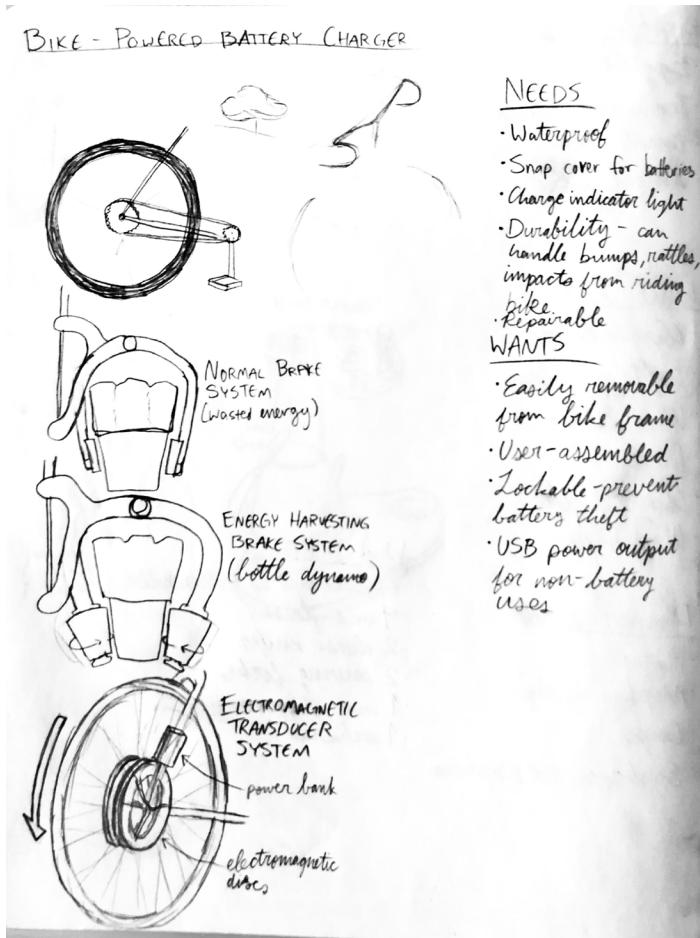 BIKE-POWERED BATTERY CHARGER
NEEDS
·Waterproof
·Snap cover for batteries
·Charge indicator light
·Durability - can
handle bumps, rattles,
impacts from riding
bike
·Repairable
WANTS
·Easily removable
from bike frame
·User-assembled
·Lockable-prevent
battery theft
·USB power output
for non-battery
uses
NORMAL BRAKE
SYSTEM
(wasted energy)
ENERGY HARVESTING
BRAKE SYSTEM
(bottle dynamo)
ELECTROMAGNETIC
TRANSDUCER
SYSTEM
power bank
electromagnetic
discs